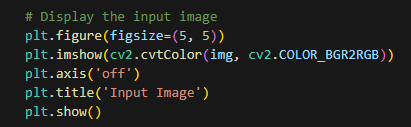 # Display the input image
plt.figure(figsize=(5, 5))
plt.imshow(cv2.cvtColor(img, cv2.COLOR_BGR2RGB))
plt.axis('off')
plt.title('Input Image')
plt.show()